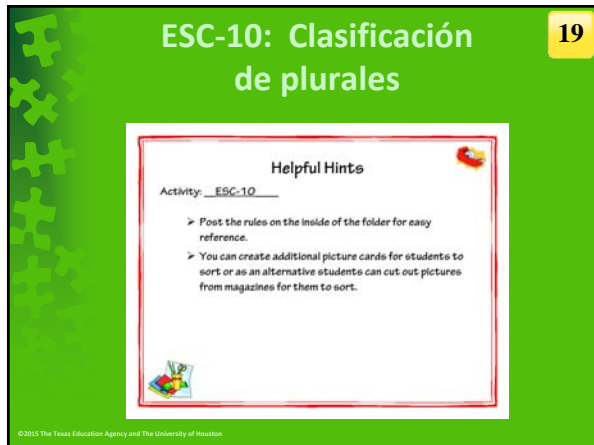 ESC-10:  Clasificación
de plurales
19
Helpful Hints
Activity: __ESC-10____
➢ Post the rules on the inside of the folder for easy
reference.
➢ You can create additional picture cards for students to
sort or as an alternative students can cut out pictures
from magazines for them to sort.
©2015 The Texas Education Agency and The University of Houston